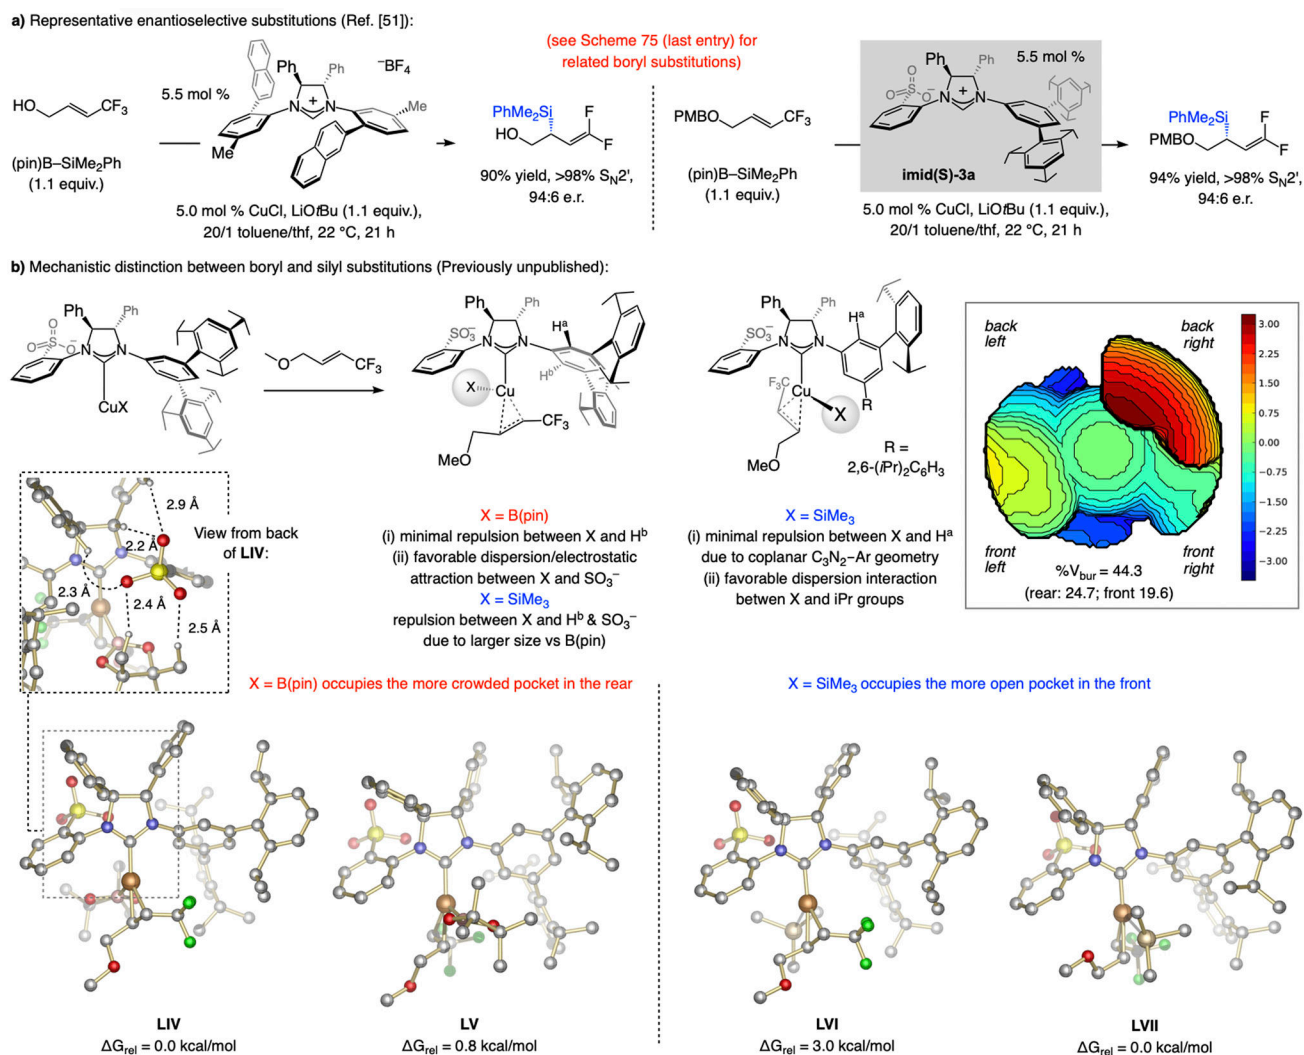 a) Representative enantioselective substitutions (Ref. [51]):
(see Scheme 75 (last entry) for
related boryl substitutions)
HO
CF3
(pin)B–SiMe2Ph
(1.1 equiv.)
5.5 mol %
Ph
Ph
−BF4
N
+
N
Me
Me
5.0 mol % CuCl, LiOtBu (1.1 equiv.),
20/1 toluene/thf, 22 °C, 21 h
PhMe2Si
HO
F
F
90% yield, >98% SN2',
94:6 e.r.
PMBO
CF3
(pin)B–SiMe2Ph
(1.1 equiv.)
Ph
Ph
5.5 mol %
O
O
S
O−
N
+
N
imid(S)-3a
5.0 mol % CuCl, LiOtBu (1.1 equiv.),
20/1 toluene/thf, 22 °C, 21 h
PhMe2Si
PMBO
F
F
94% yield, >98% SN2',
94:6 e.r.
b) Mechanistic distinction between boryl and silyl substitutions (Previously unpublished):
Ph
Ph
O
O
S
O−
N
N
CuX
O
CF3
Ph
Ph
SO3−
N
N
Ha
Hb
X
Cu
CF3
MeO
Ph
Ph
SO3−
N
N
Ha
F3C
Cu
X
R
MeO
R =
2,6-(iPr)2C6H3
X = B(pin)
(i) minimal repulsion between X and Hb
(ii) favorable dispersion/electrostatic
attraction between X and SO3−
X = SiMe3
repulsion between X and Hb & SO3−
due to larger size vs B(pin)
X = SiMe3
(i) minimal repulsion between X and Ha
due to coplanar C3N2–Ar geometry
(ii) favorable dispersion interaction
betwen X and iPr groups
back
left
back
right
front
left
front
right
%Vbur = 44.3
(rear: 24.7; front 19.6)
3.00
2.25
1.50
0.75
0.00
−0.75
−1.50
−2.25
−3.00
2.9 Å
2.2 Å
2.3 Å
2.4 Å
2.5 Å
View from back
of LIV:
X = B(pin) occupies the more crowded pocket in the rear
X = SiMe3 occupies the more open pocket in the front
LIV
ΔGrel = 0.0 kcal/mol
LV
ΔGrel = 0.8 kcal/mol
LVI
ΔGrel = 3.0 kcal/mol
LVII
ΔGrel = 0.0 kcal/mol